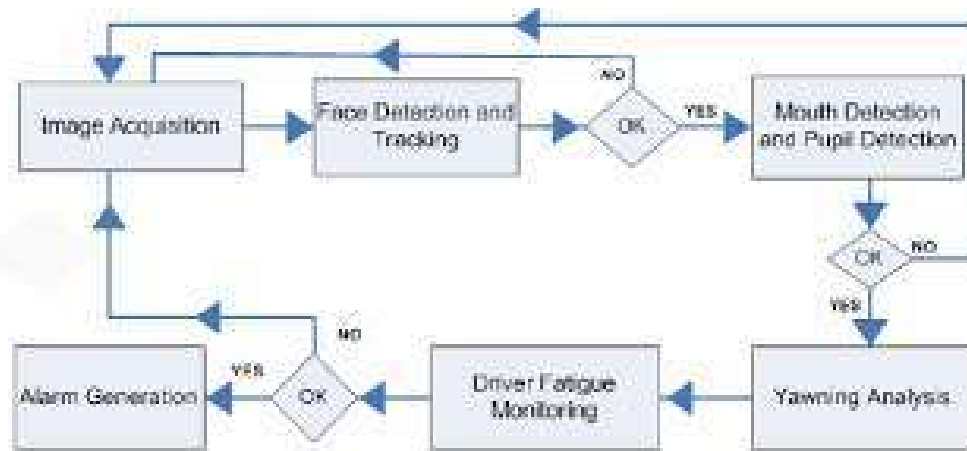 NO
Image Acquisition
Face Detection and
Tracking
OK
YES
Mouth Detection
and Pupil Detection
OK
NO
YES
NO
YES
Alarm Generation
OK
Driver Fatigue
Monitoring
Yawning Analysis